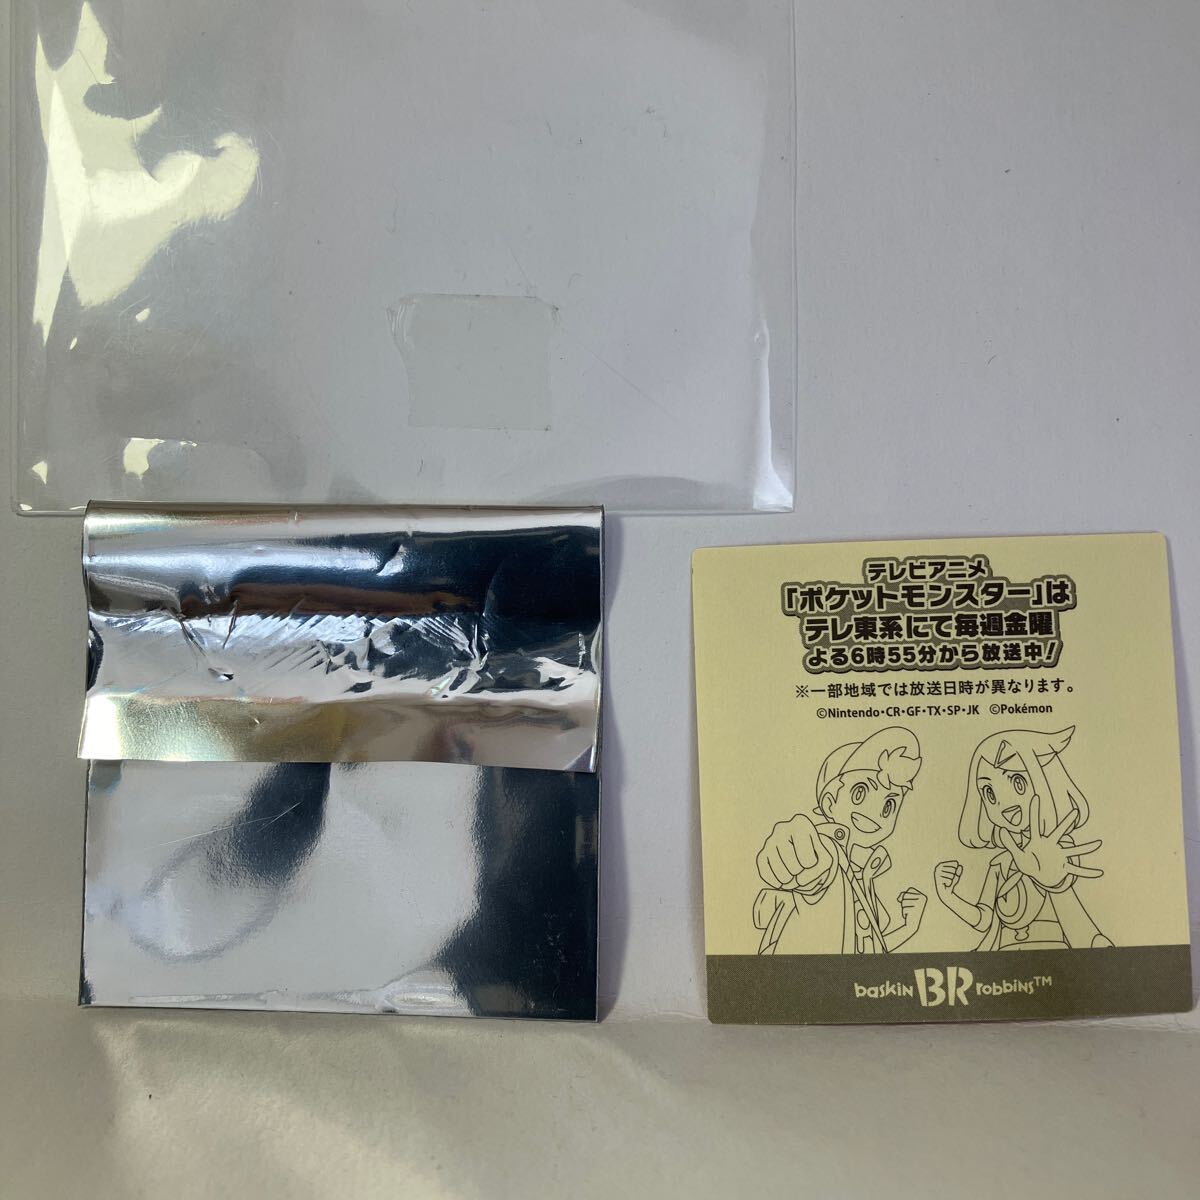 テレビアニメ
「ポケットモンスター」は
テレ東系にて毎週金曜
よる6時55分から放送中!
※一部地域では放送日時が異なります。
©Nintendo・CR・GF・TX・SP・JK ©Pokémon
baskin BR robbins™